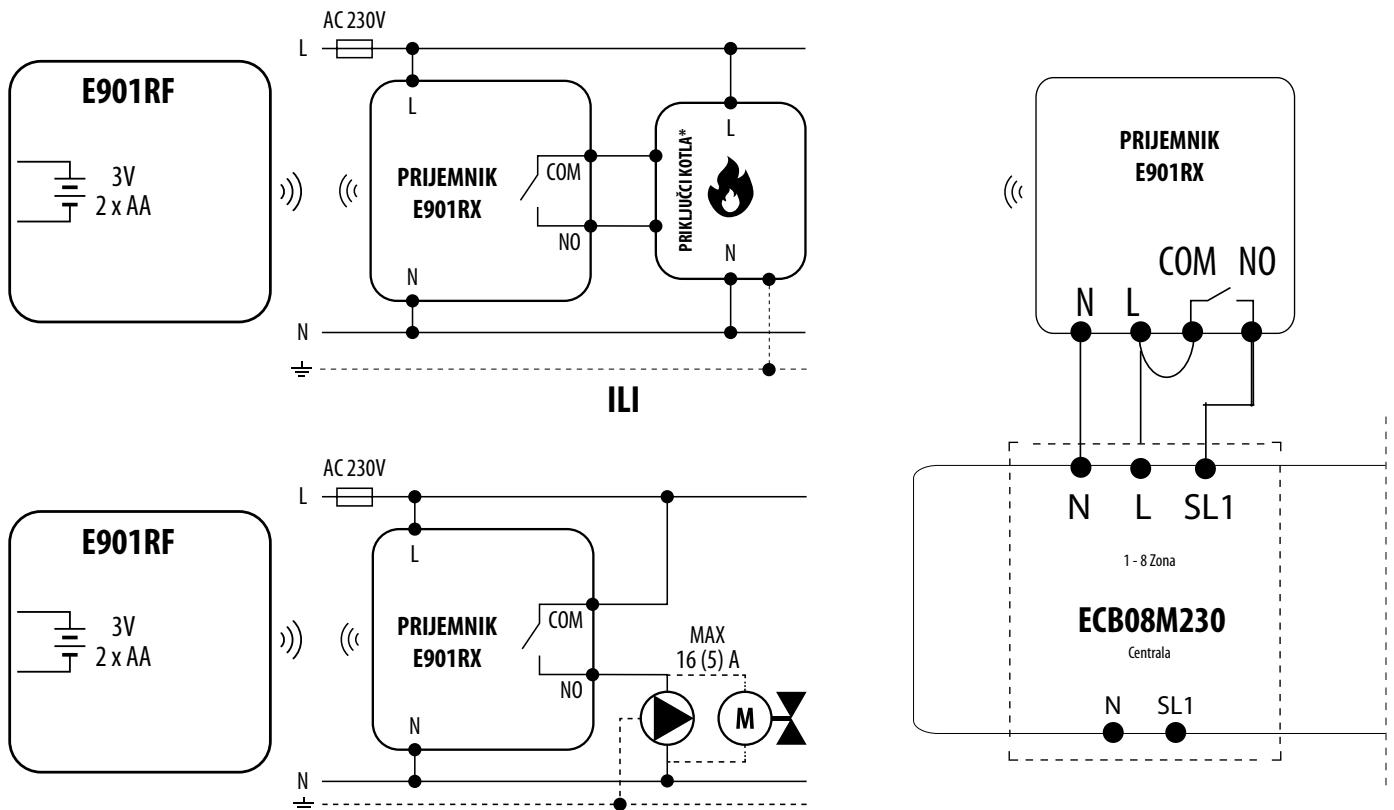 AC 230V
L
E901RF
3V
2 x AA
L
PRIJEMNIK
E901RX
COM
NO
N
L
PRIKLJUČCI KOTLA*
N
N
ILI
AC 230V
L
E901RF
3V
2 x AA
L
PRIJEMNIK
E901RX
COM
NO
N
MAX
16 (5) A
M
N
PRIJEMNIK
E901RX
COM NO
N L
N L SL1
1 - 8 Zona
ECB08M230
Centrala
N SL1